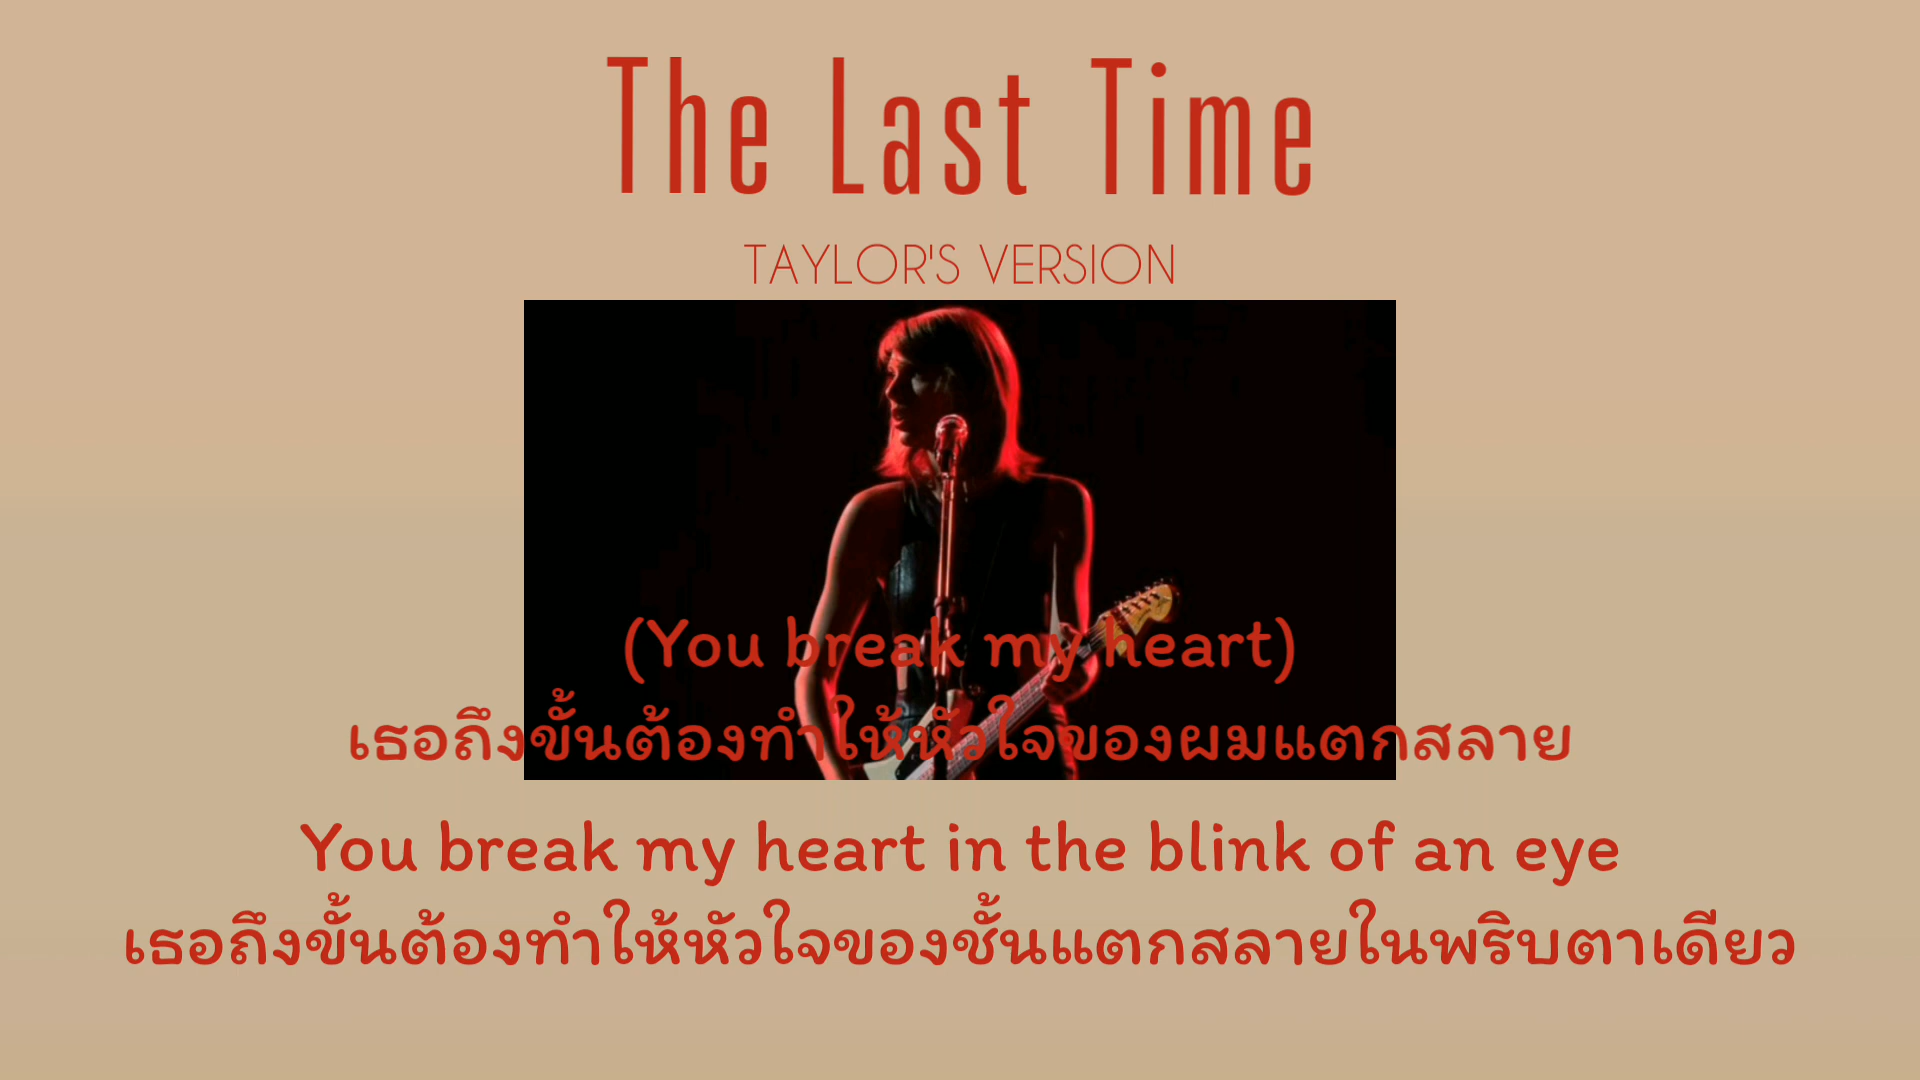 The Last Time
TAYLOR'S VERSION
(You break my heart)
เธอถึงขั้นต้องทำให้หัวใจของผมแตกสลาย
You break my heart in the blink of an eye
เธอถึงขั้นต้องทำให้หัวใจของชั้นแตกสลายในพริบตาเดียว